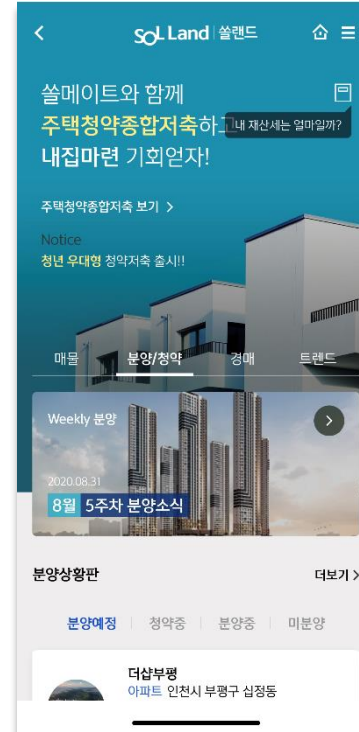 SOL Land 쏠랜드
쏠메이트와 함께
주택청약종합저축하고
내 재산세는 얼마일까?
내집마련 기회얻자!
주택청약종합저축 보기 >
Notice
청년 우대형 청약저축 출시!!
매물 분양/청약 경매 트렌드
Weekly 분양
2020.08.31
8월 5주차 분양소식
분양상황판 더보기 >
분양예정 청약중 분양중 미분양
더샵부평
아파트 인천시 부평구 십정동